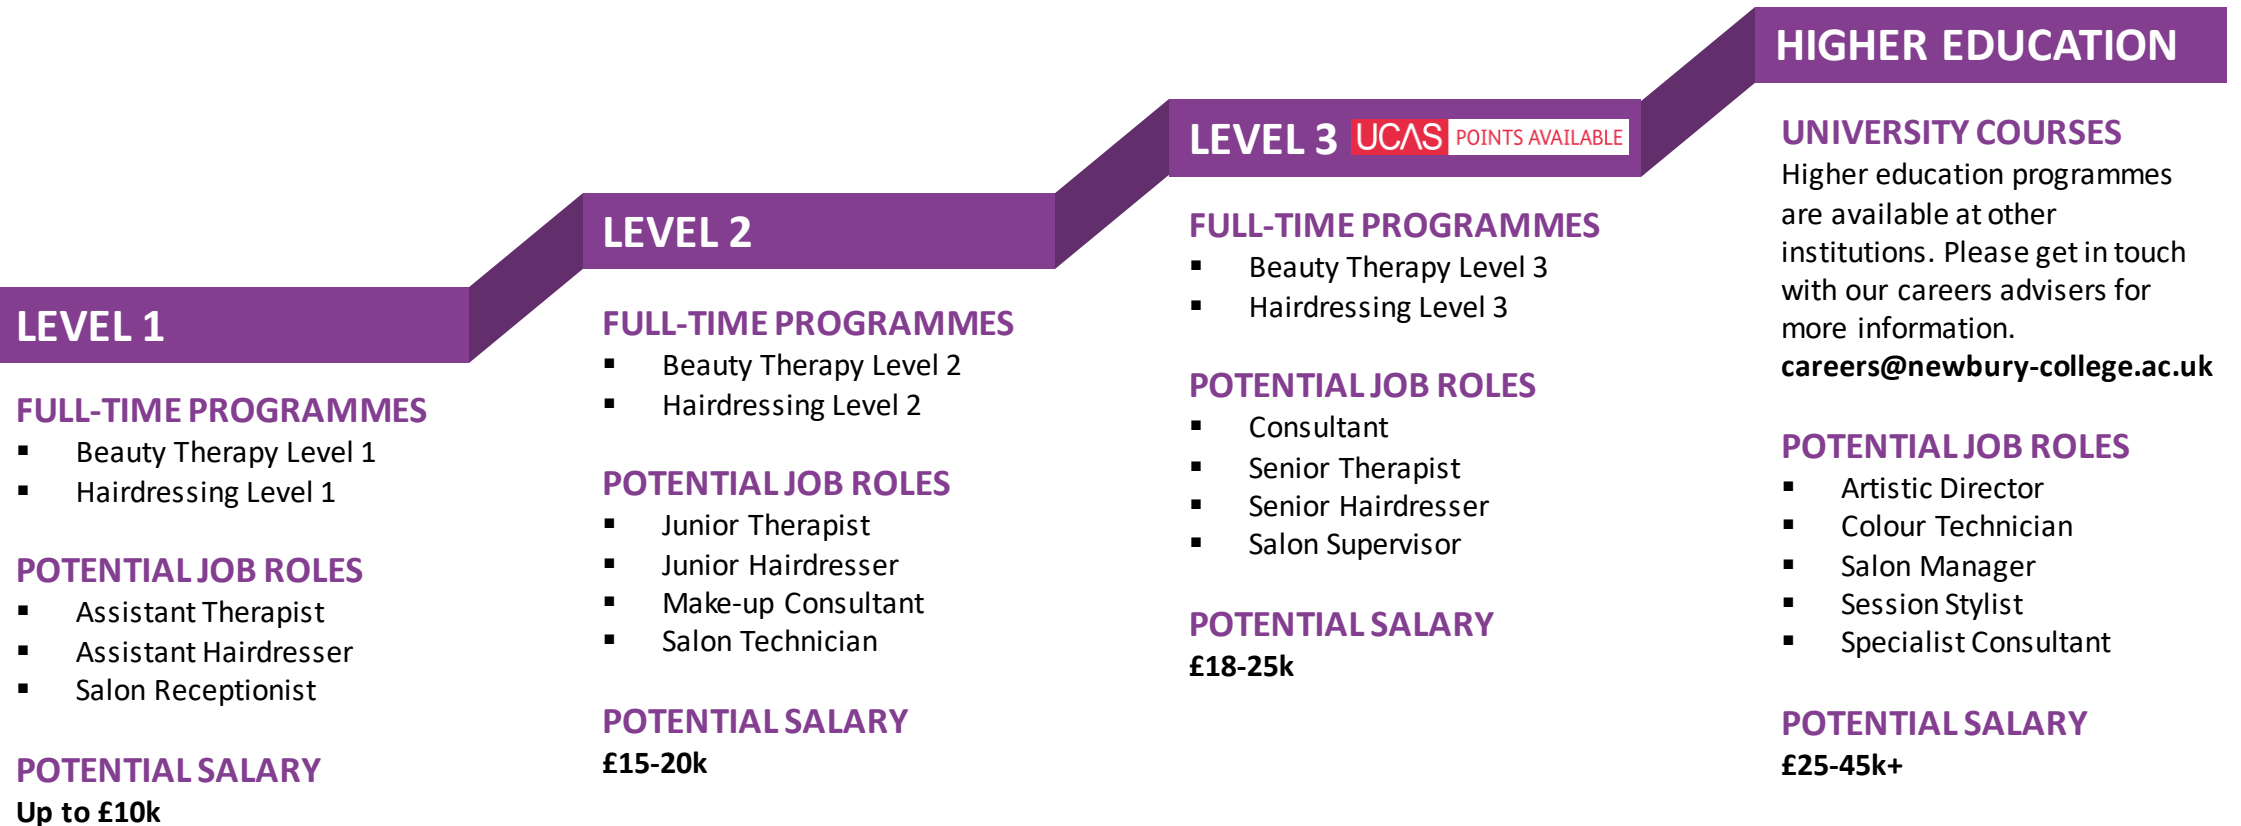 LEVEL 1
FULL-TIME PROGRAMMES
▪ Beauty Therapy Level 1
▪ Hairdressing Level 1
POTENTIAL JOB ROLES
▪ Assistant Therapist
▪ Assistant Hairdresser
▪ Salon Receptionist
POTENTIAL SALARY
Up to £10k
LEVEL 2
FULL-TIME PROGRAMMES
▪ Beauty Therapy Level 2
▪ Hairdressing Level 2
POTENTIAL JOB ROLES
▪ Junior Therapist
▪ Junior Hairdresser
▪ Make-up Consultant
▪ Salon Technician
POTENTIAL SALARY
£15-20k
LEVEL 3 UCAS POINTS AVAILABLE
FULL-TIME PROGRAMMES
▪ Beauty Therapy Level 3
▪ Hairdressing Level 3
POTENTIAL JOB ROLES
▪ Consultant
▪ Senior Therapist
▪ Senior Hairdresser
▪ Salon Supervisor
POTENTIAL SALARY
£18-25k
HIGHER EDUCATION
UNIVERSITY COURSES
Higher education programmes
are available at other
institutions. Please get in touch
with our careers advisers for
more information.
careers@newbury-college.ac.uk
POTENTIAL JOB ROLES
▪ Artistic Director
▪ Colour Technician
▪ Salon Manager
▪ Session Stylist
▪ Specialist Consultant
POTENTIAL SALARY
£25-45k+